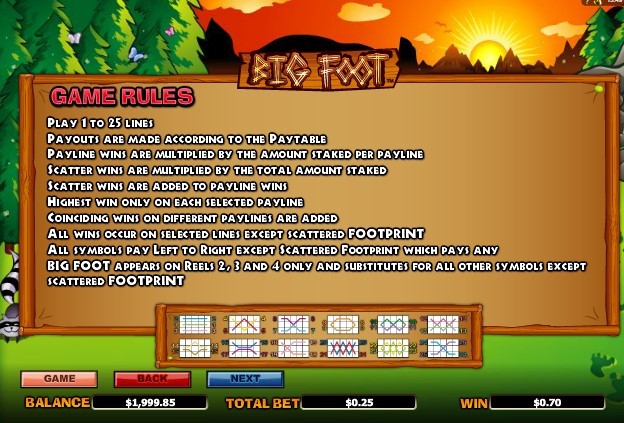 BIG FOOT
GAME RULES
PLAY 1 TO 25 LINES
PAYOUTS ARE MADE ACCORDING TO THE PAYTABLE
PAYLINE WINS ARE MULTIPLIED BY THE AMOUNT STAKED PER PAYLINE
SCATTER WINS ARE MULTIPLIED BY THE TOTAL AMOUNT STAKED
SCATTER WINS ARE ADDED TO PAYLINE WINS
HIGHEST WIN ONLY ON EACH SELECTED PAYLINE
COINCIDING WINS ON DIFFERENT PAYLINES ARE ADDED
ALL WINS OCCUR ON SELECTED LINES EXCEPT SCATTERED FOOTPRINT
ALL SYMBOLS PAY LEFT TO RIGHT EXCEPT SCATTERED FOOTPRINT WHICH PAYS ANY
BIG FOOT APPEARS ON REELS 2, 3 AND 4 ONLY AND SUBSTITUTES FOR ALL OTHER SYMBOLS EXCEPT
SCATTERED FOOTPRINT
GAME BACK NEXT
BALANCE $1,999.85 TOTAL BET $0.25 WIN $0.70